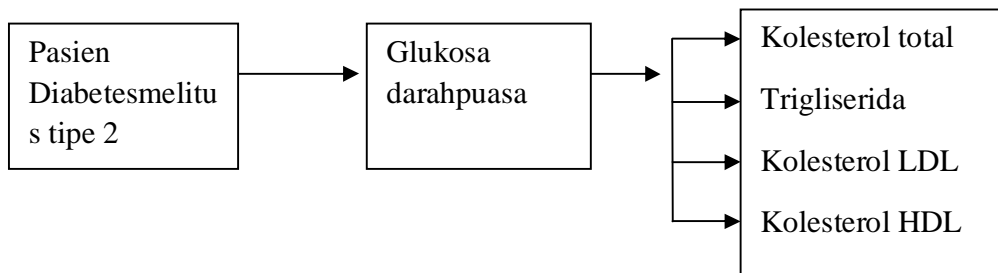 Pasien
Diabetesmelitu
s tipe 2
Glukosa
darahpuasa
Kolesterol total
Trigliserida
Kolesterol LDL
Kolesterol HDL